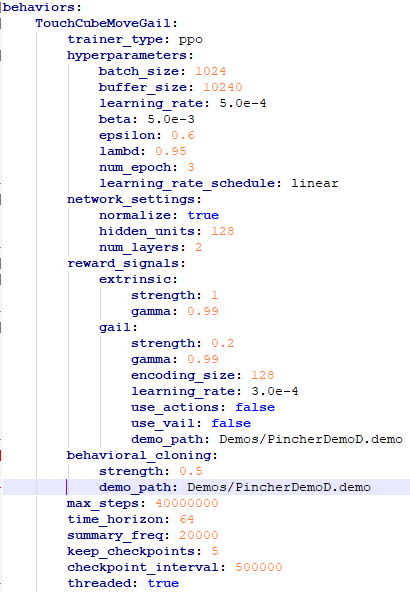 behaviors:
    TouchCubeMoveGail:
        trainer_type: ppo
        hyperparameters:
            batch_size: 1024
            buffer_size: 10240
            learning_rate: 5.0e-4
            beta: 5.0e-3
            epsilon: 0.6
            lambd: 0.95
            num_epoch: 3
            learning_rate_schedule: linear
        network_settings:
            normalize: true
            hidden_units: 128
            num_layers: 2
        reward_signals:
            extrinsic:
                strength: 1
                gamma: 0.99
            gail:
                strength: 0.2
                gamma: 0.99
                encoding_size: 128
                learning_rate: 3.0e-4
                use_actions: false
                use_vail: false
                demo_path: Demos/PincherDemoD.demo
        behavioral_cloning:
            strength: 0.5
            demo_path: Demos/PincherDemoD.demo
        max_steps: 40000000
        time_horizon: 64
        summary_freq: 20000
        keep_checkpoints: 5
        checkpoint_interval: 500000
        threaded: true